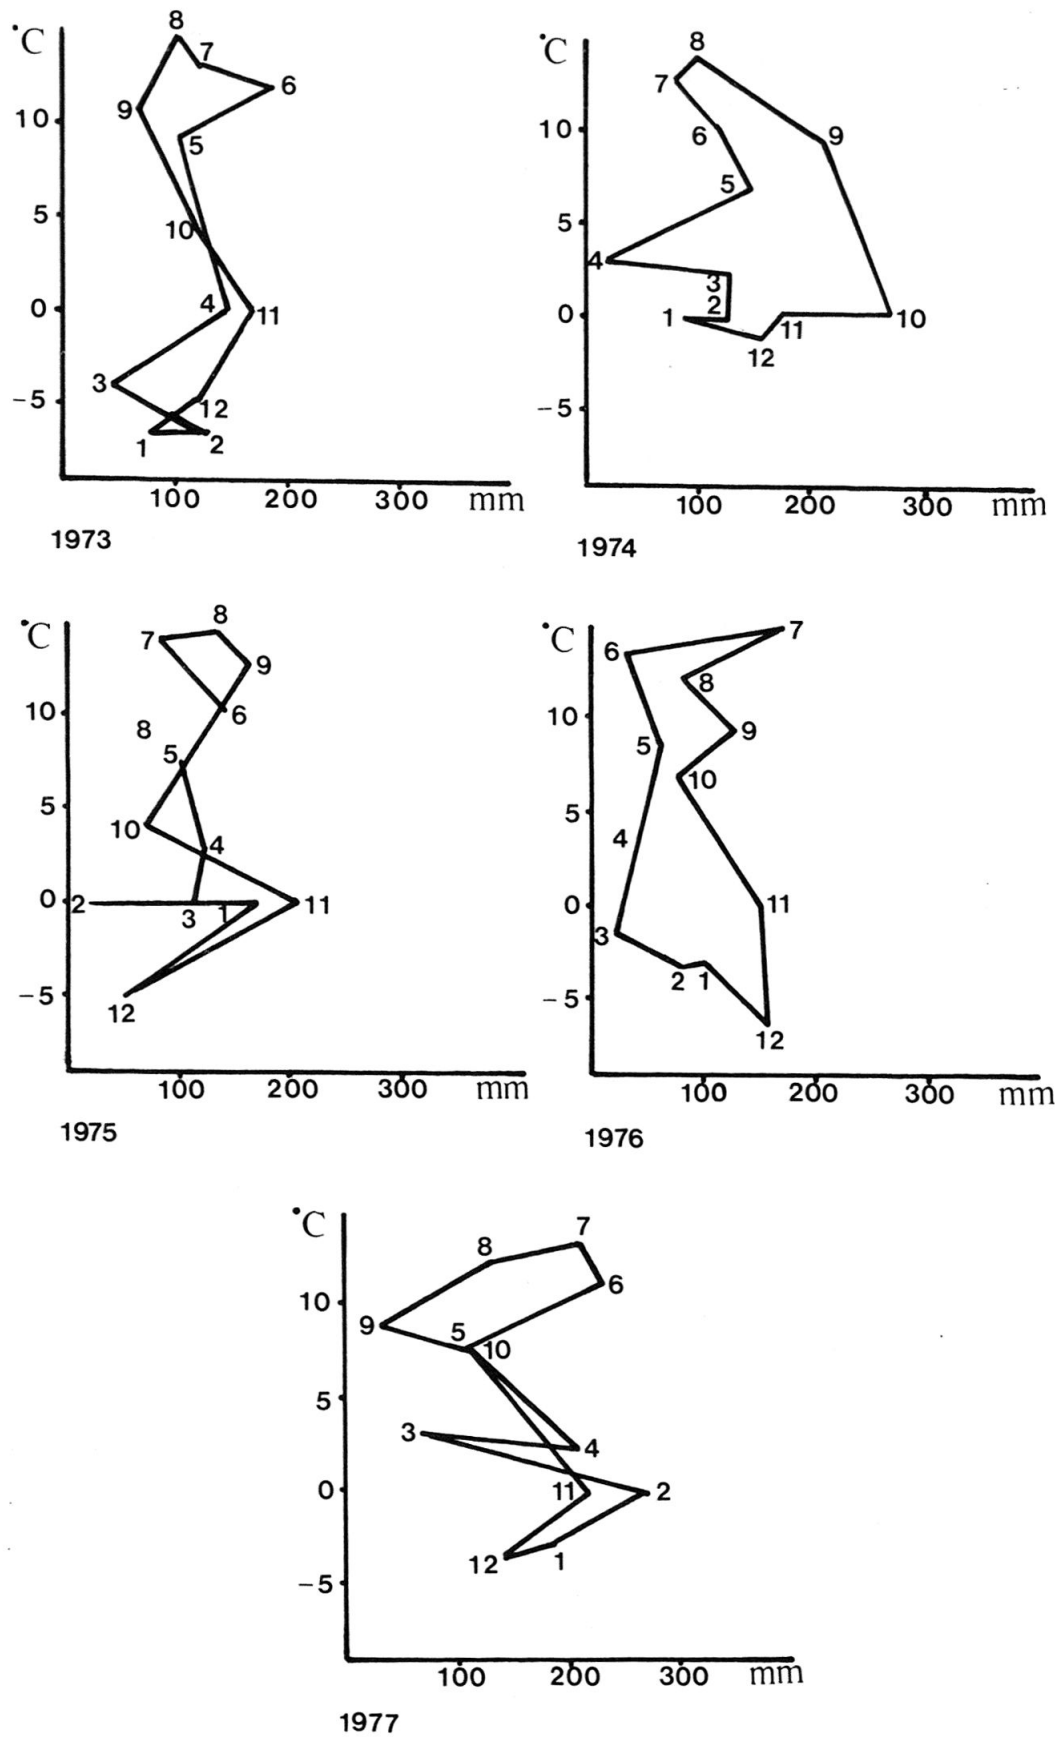 °C 8 °C 8
7 7
6
9 10 10 6 9
5 5
5 5
10 4
0 4 11 3
2
0 1 11 10
12
3
-5 12 -5
1 2
100 200 300 mm 100 200 300 mm
1973 1974
°C 8 °C 7
7 9 6 8
10 6 10 9
8 5 5 10
5 10 5
4 4
0 2 3 1 11 0 11
3
2 1
-5 12 -5 12
100 200 300 mm 100 200 300 mm
1975 1976
°C 7
8
6
10 9
5 10
5
3 4
0 11 2
12 1
-5
100 200 300 mm
1977